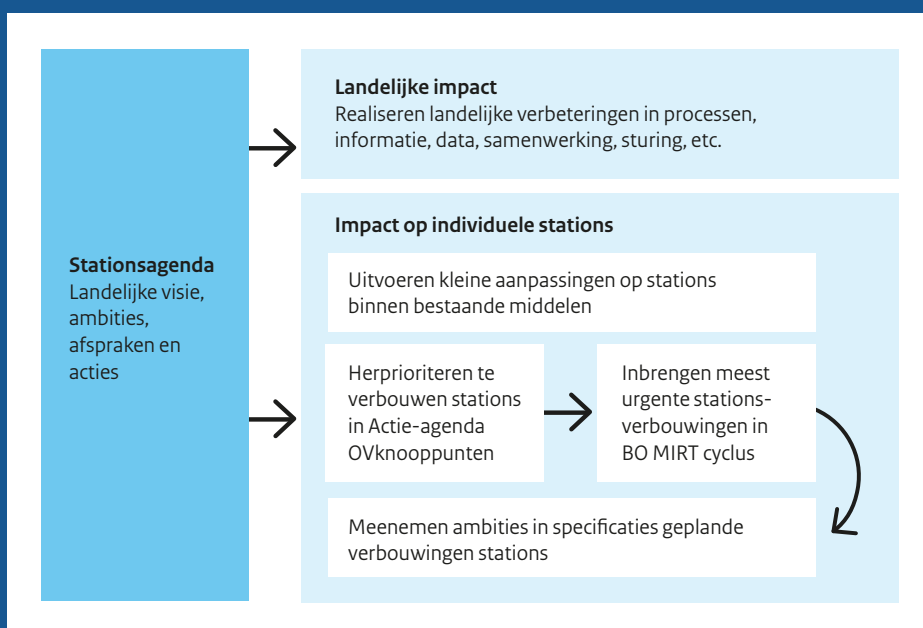 Stationsagenda
Landelijke visie,
ambities,
afspraken en
acties
Landelijke impact
Realiseren landelijke verbeteringen in processen,
informatie, data, samenwerking, sturing, etc.
Impact op individuele stations
Uitvoeren kleine aanpassingen op stations
binnen bestaande middelen
Herprioriteren te
verbouwen stations
in Actie-agenda
OVknooppunten
Inbrengen meest
urgente stations-
verbouwingen in
BO MIRT cyclus
Meenemen ambities in specificaties geplande
verbouwingen stations